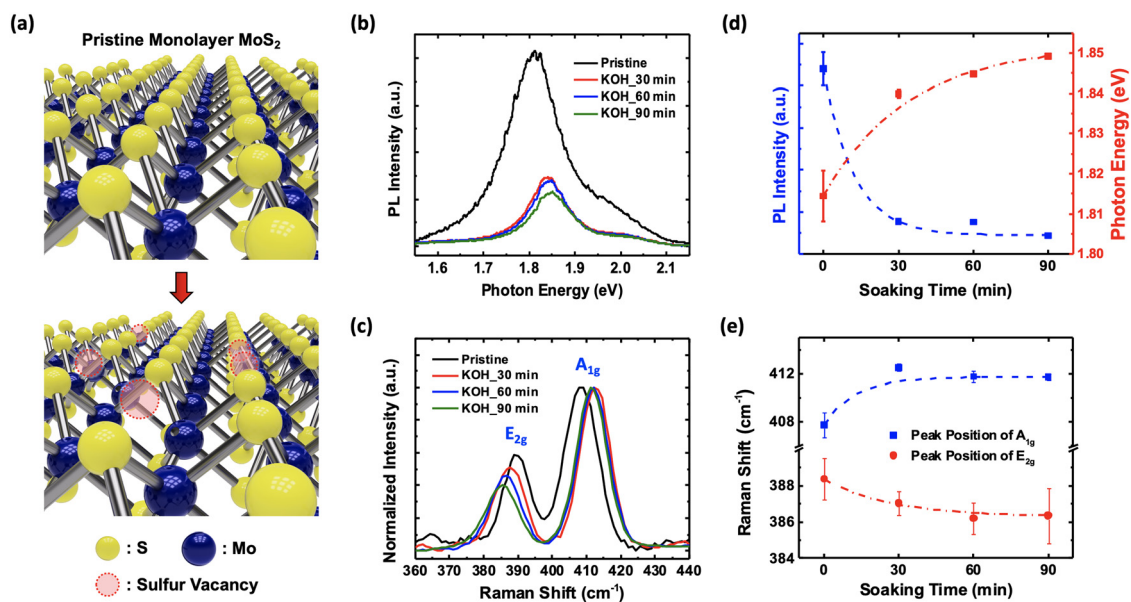 (a)
Pristine Monolayer MoS2
: S
: Mo
: Sulfur Vacancy
(b)
PL Intensity (a.u.)
Pristine
KOH_30 min
KOH_60 min
KOH_90 min
1.6 1.7 1.8 1.9 2.0 2.1
Photon Energy (eV)
(c)
Normalized Intensity (a.u.)
Pristine
KOH_30 min
KOH_60 min
KOH_90 min
E2g
A1g
360 380 400 420 440
Raman Shift (cm-1)
(d)
PL Intensity (a.u.)
1.85
1.84
1.83
1.82
1.81
1.80
Photon Energy (eV)
0 30 60 90
Soaking Time (min)
(e)
Raman Shift (cm-1)
412
408
388
386
384
Peak Position of A1g
Peak Position of E2g
0 30 60 90
Soaking Time (min)